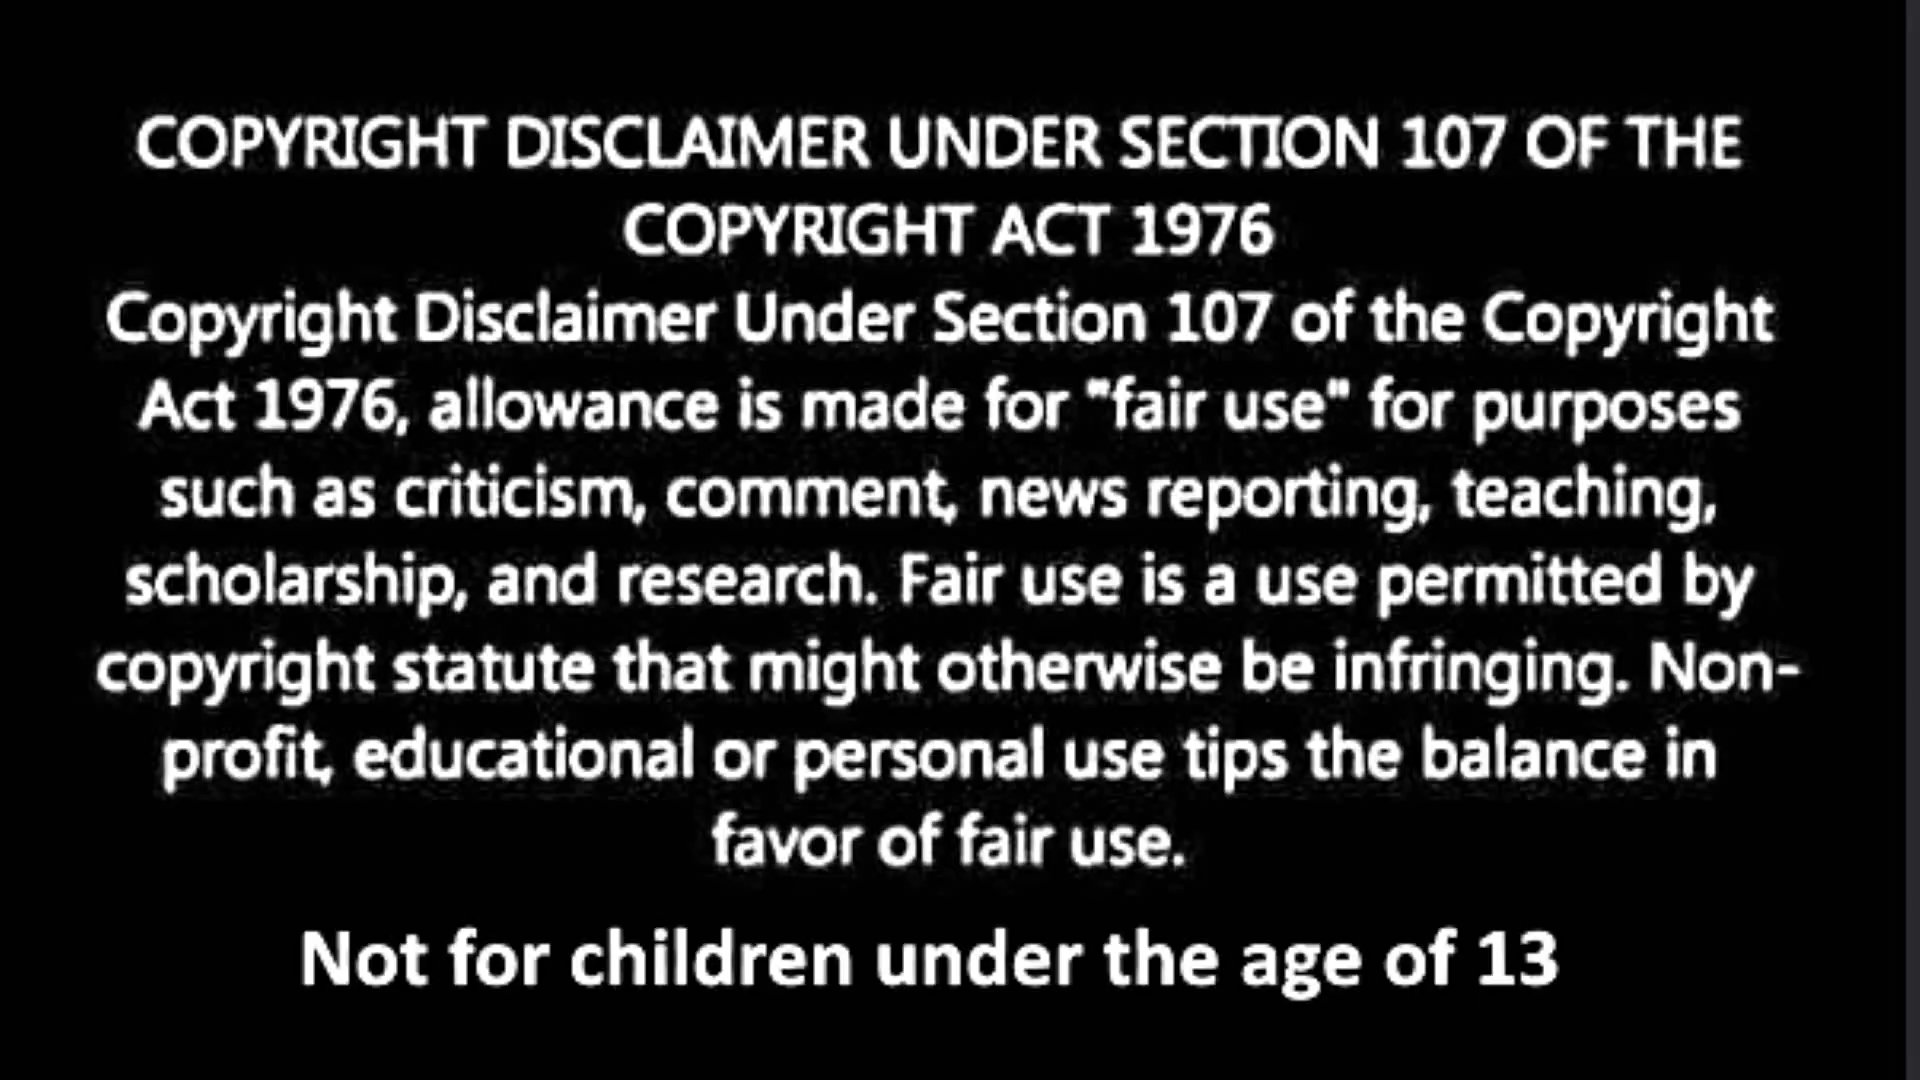 COPYRIGHT DISCLAIMER UNDER SECTION 107 OF THE
COPYRIGHT ACT 1976
Copyright Disclaimer Under Section 107 of the Copyright
Act 1976, allowance is made for "fair use" for purposes
such as criticism, comment, news reporting, teaching,
scholarship, and research. Fair use is a use permitted by
copyright statute that might otherwise be infringing. Non-
profit, educational or personal use tips the balance in
favor of fair use.
Not for children under the age of 13